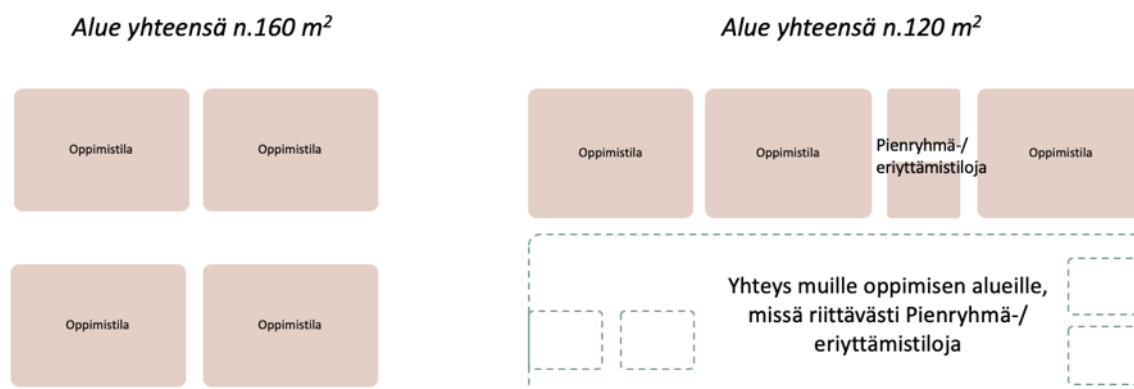 Alue yhteensä n.160 m²
Alue yhteensä n.120 m²
Oppimistila
Oppimistila
Oppimistila
Oppimistila
Pienryhmä-/
eriyttämistiloja
Oppimistila
Oppimistila
Oppimistila
Yhteys muille oppimisen alueille,
missä riittävästi Pienryhmä-/
eriyttämistiloja